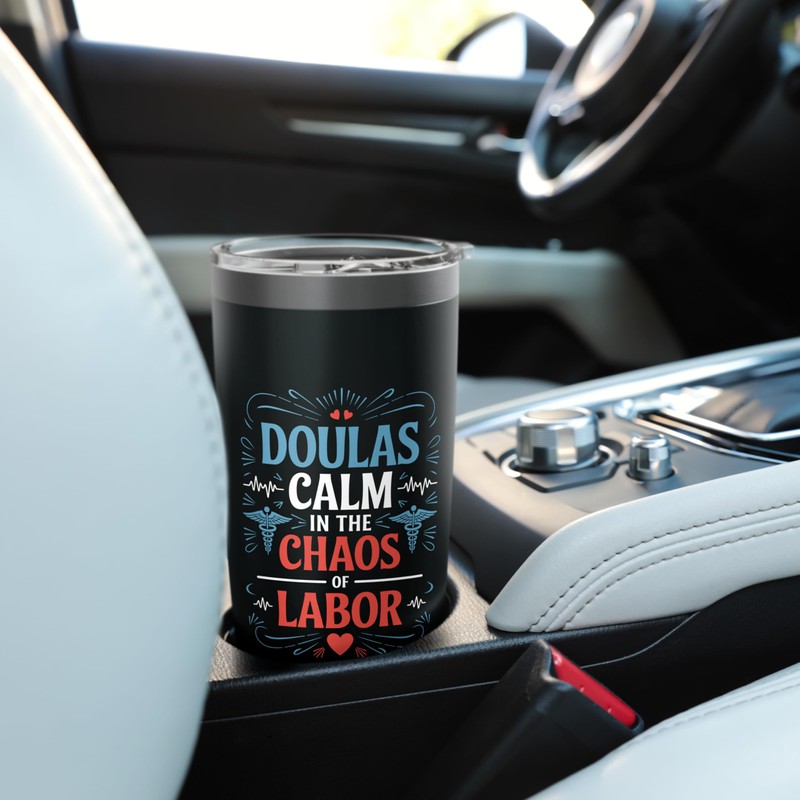 DOULAS
CALM
IN THE
CHAOS
OF
LABOR